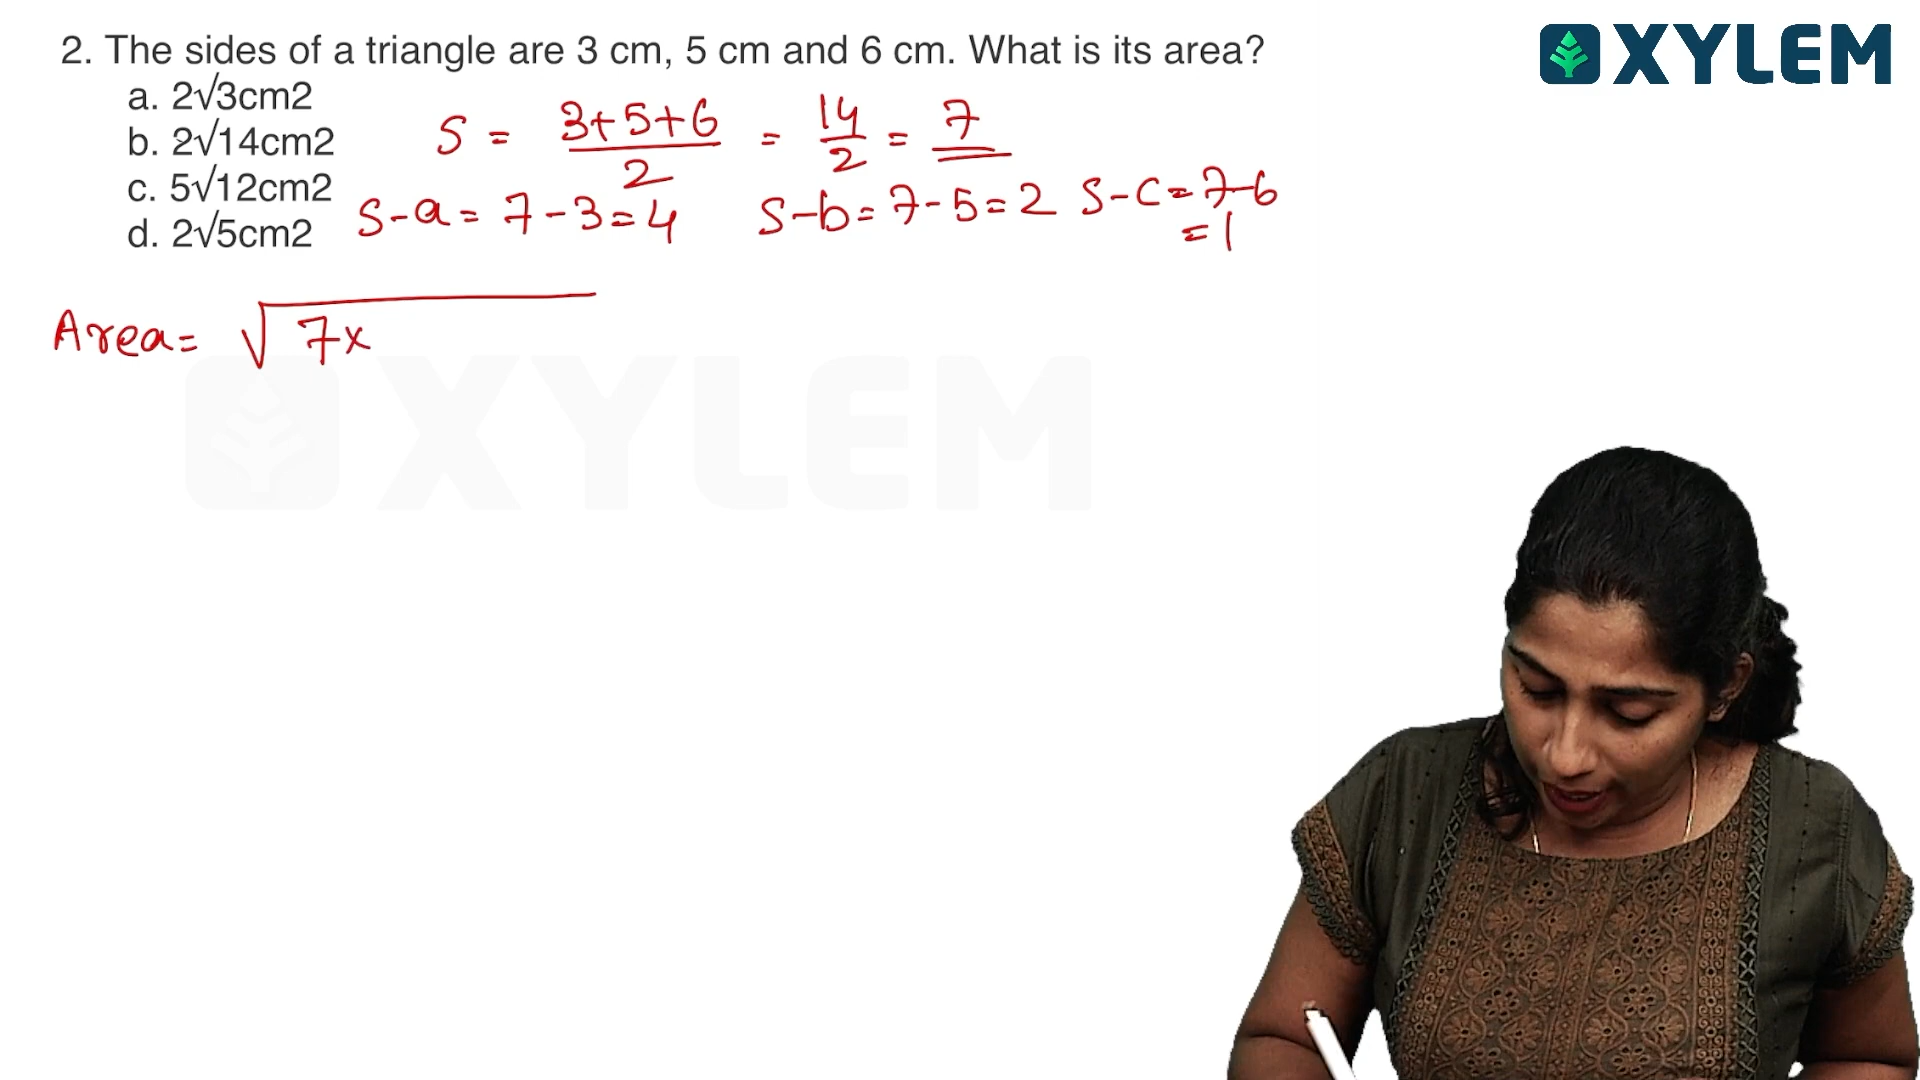 2. The sides of a triangle are 3 cm, 5 cm and 6 cm. What is its area?
XYLEM
a. 2√3cm2
b. 2√14cm2
c. 5√12cm2
d. 2√5cm2
S = (3+5+6)/2 = 14/2 = 7
S-a = 7-3=4 S-b= 7-5=2 S-C=7-6
=1
Area= √7x
XYLEM